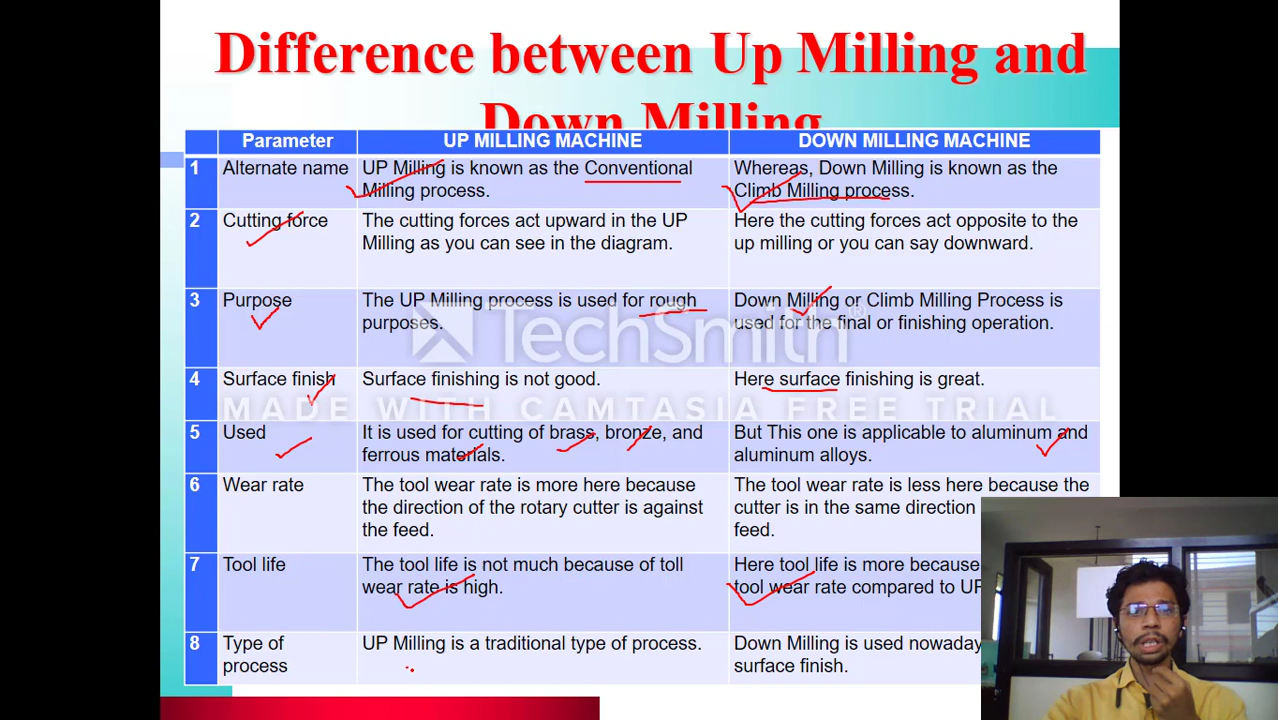 Difference between Up Milling and
Down Milling
Parameter UP MILLING MACHINE DOWN MILLING MACHINE
1 Alternate name UP Milling is known as the Conventional
Milling process.
Whereas, Down Milling is known as the
Climb Milling process.
2 Cutting force The cutting forces act upward in the UP
Milling as you can see in the diagram.
Here the cutting forces act opposite to the
up milling or you can say downward.
3 Purpose The UP Milling process is used for rough
purposes.
Down Milling or Climb Milling Process is
used for the final or finishing operation.
TechSmith®
4 Surface finish Surface finishing is not good.
Here surface finishing is great.
MADE WITH CAMTASIA FREE TRIAL
5 Used It is used for cutting of brass, bronze, and
ferrous materials.
But This one is applicable to aluminum and
aluminum alloys.
6 Wear rate The tool wear rate is more here because
the direction of the rotary cutter is against
the feed.
The tool wear rate is less here because the
cutter is in the same direction
feed.
7 Tool life The tool life is not much because of toll
wear rate is high.
Here tool life is more because
tool wear rate compared to UP
8 Type of
process
UP Milling is a traditional type of process.
Down Milling is used nowaday
surface finish.